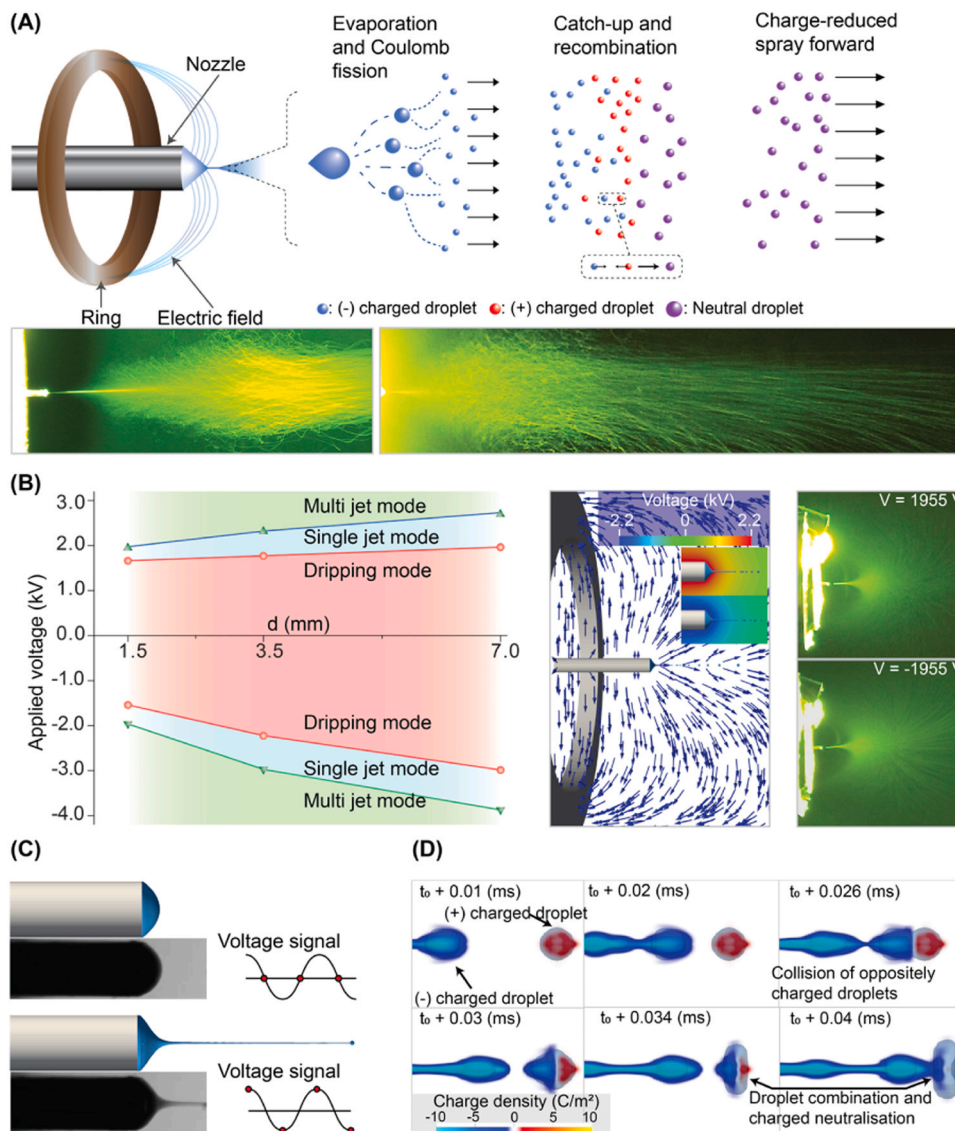 (A)
Nozzle
Ring
Electric field
Evaporation
and Coulomb
fission
Catch-up and
recombination
Charge-reduced
spray forward
: (-) charged droplet
: (+) charged droplet
: Neutral droplet
(B)
Applied voltage (kV)
3.0
2.0
1.0
0.0
-1.0
-2.0
-3.0
-4.0
Multi jet mode
Single jet mode
Dripping mode
d (mm)
1.5
3.5
7.0
Dripping mode
Single jet mode
Multi jet mode
Voltage (kV)
-2.2
0
2.2
V = 1955 V
V = -1955 V
(C)
Voltage signal
Voltage signal
(D)
t₀ + 0.01 (ms)
(+) charged droplet
(-) charged droplet
t₀ + 0.02 (ms)
t₀ + 0.026 (ms)
Collision of oppositely
charged droplets
t₀ + 0.03 (ms)
t₀ + 0.034 (ms)
t₀ + 0.04 (ms)
Droplet combination and
charged neutralisation
Charge density (C/m²)
-10
-5
0
5
10